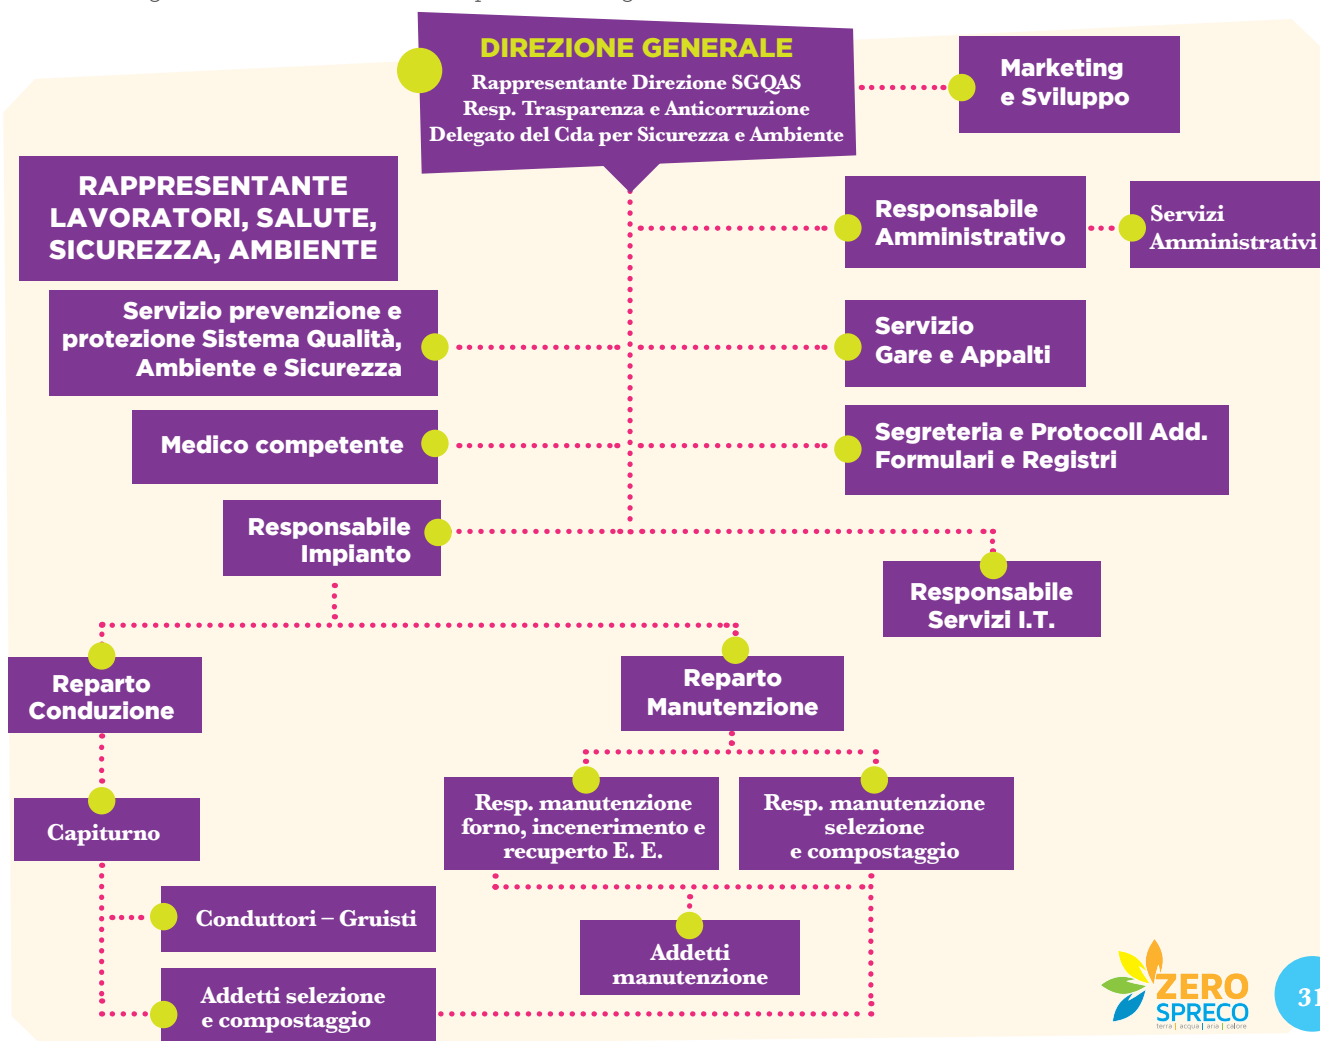 DIREZIONE GENERALE
Rappresentante Direzione SGQAS
Resp. Trasparenza e Anticorruzione
Delegato del Cda per Sicurezza e Ambiente
Marketing
e Sviluppo
RAPPRESENTANTE
LAVORATORI, SALUTE,
SICUREZZA, AMBIENTE
Responsabile
Amministrativo
Servizi
Amministrativi
Servizio prevenzione e
protezione Sistema Qualità,
Ambiente e Sicurezza
Servizio
Gare e Appalti
Medico competente
Segreteria e Protocoll Add.
Formulari e Registri
Responsabile
Impianto
Responsabile
Servizi I.T.
Reparto
Conduzione
Reparto
Manutenzione
Capiturno
Resp. manutenzione
forno, incenerimento e
recuperto E. E.
Resp. manutenzione
selezione
e compostaggio
Conduttori – Gruisti
Addetti
manutenzione
Addetti selezione
e compostaggio
ZERO
SPRECO
terra | acqua | aria | calore
31